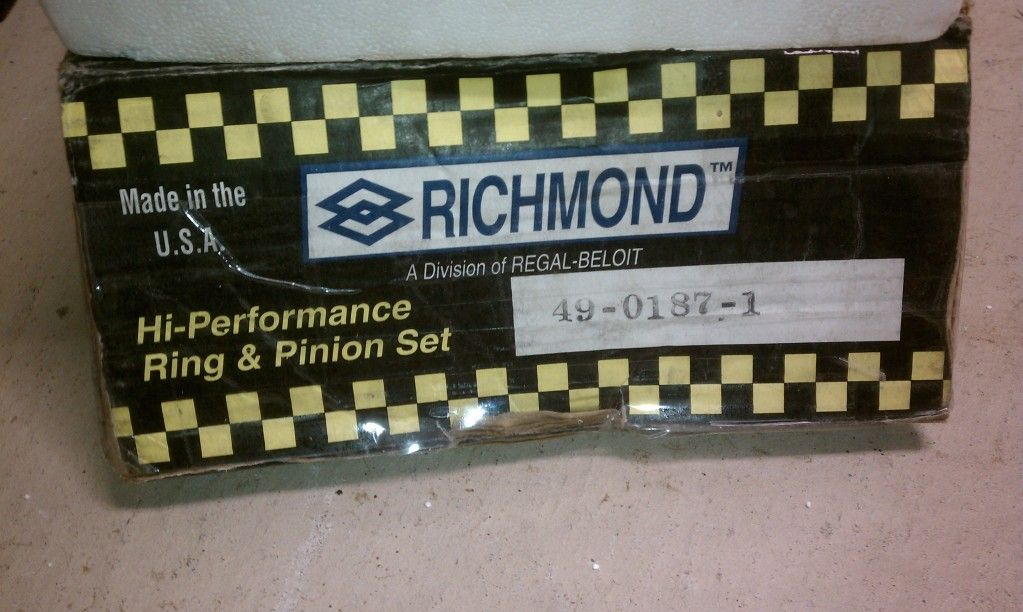 Made in the
U.S.A.
RICHMOND™
A Division of REGAL-BELOIT
Hi-Performance
Ring & Pinion Set
49-0187-1